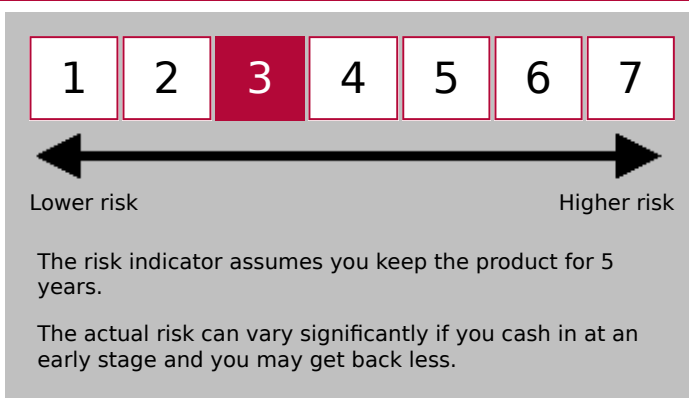 1 2 3 4 5 6 7
Lower risk Higher risk
The risk indicator assumes you keep the product for 5
years.
The actual risk can vary significantly if you cash in at an
early stage and you may get back less.